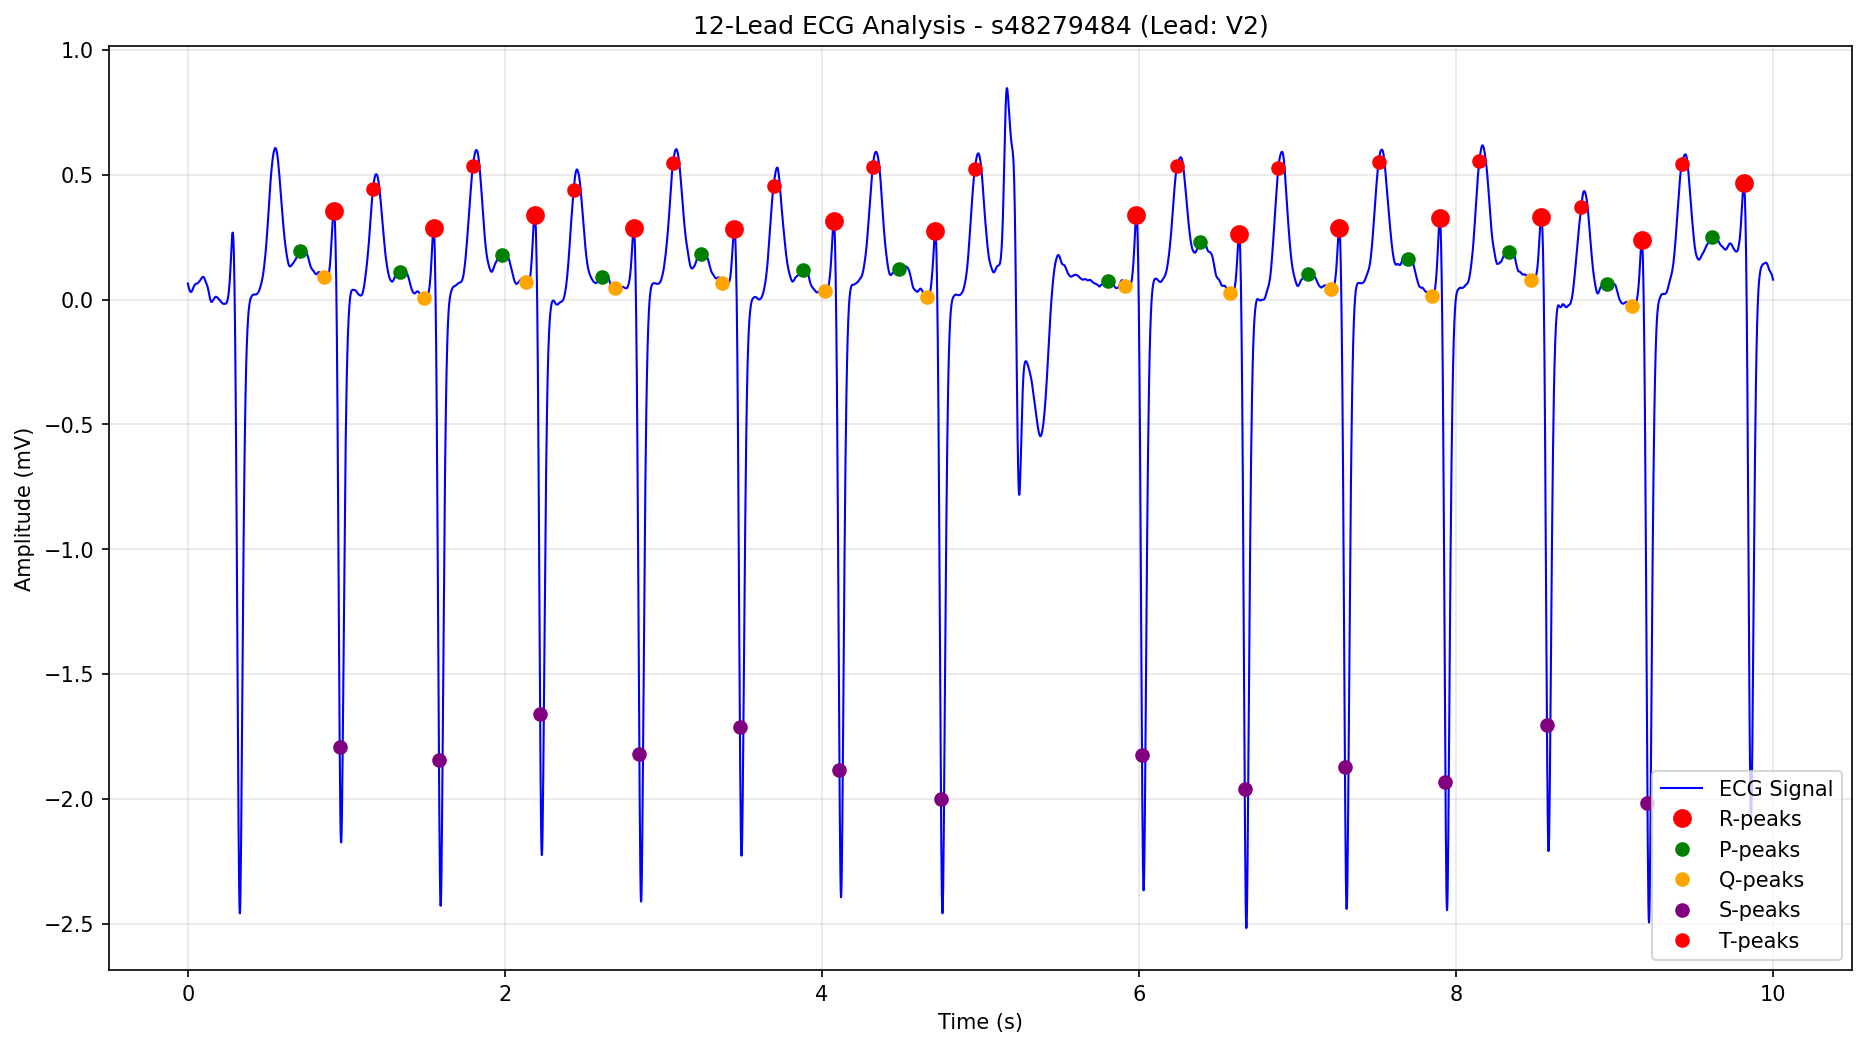 12-Lead ECG Analysis - s48279484 (Lead: V2)
1.0
0.5
0.0
−0.5
−1.0
−1.5
−2.0
−2.5
Amplitude (mV)
0
2
4
6
8
10
Time (s)
ECG Signal
R-peaks
P-peaks
Q-peaks
S-peaks
T-peaks